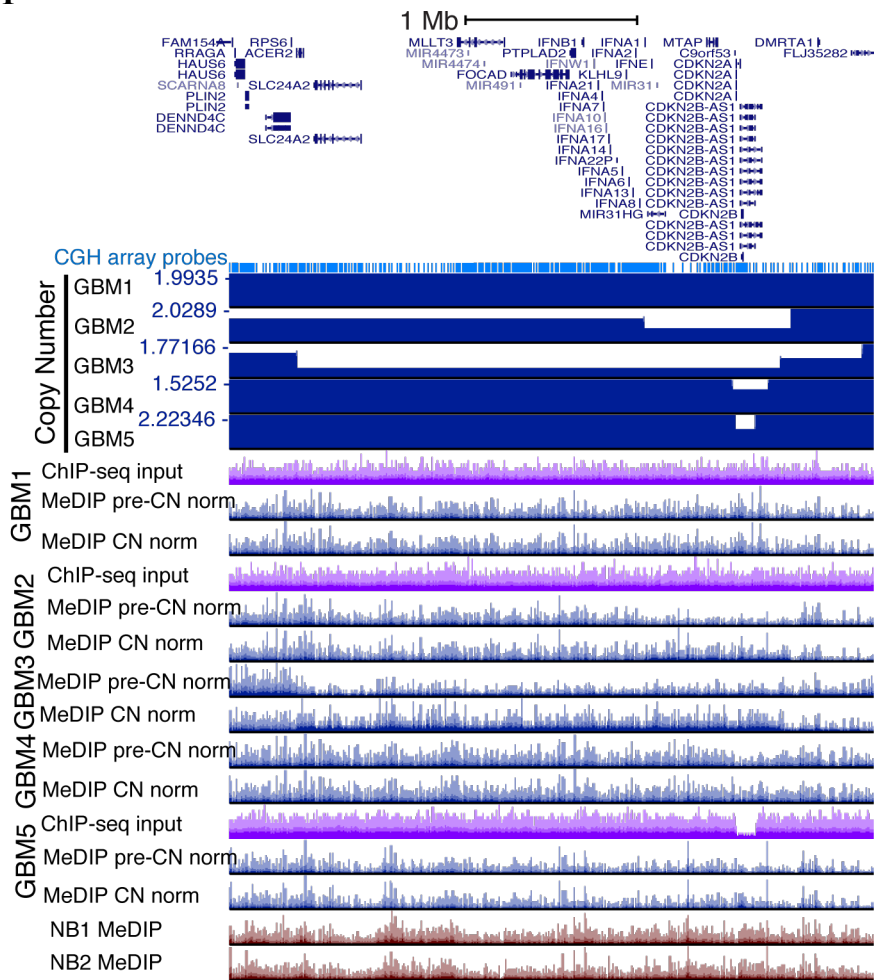 1 Mb
FAM154A RPS6 MLLT3 IFNB1 IFNA1 MTAP DMRTA1
RRAGA ACER2 MIR4473 PTPLAD2 IFNA2 C9orf53 FLJ35282
HAUS6 MIR4474 IFNW1 IFNE CDKN2A
HAUS6 FOCAD KLHL9 CDKN2A
SCARNA8 SLC24A2 MIR491 IFNA21 MIR31 CDKN2A
PLIN2 IFNA4 CDKN2A
PLIN2 IFNA7 CDKN2B-AS1
DENND4C IFNA10 CDKN2B-AS1
DENND4C IFNA16 CDKN2B-AS1
SLC24A2 IFNA17 CDKN2B-AS1
IFNA14 CDKN2B-AS1
IFNA22P CDKN2B-AS1
IFNA5 CDKN2B-AS1
IFNA6 CDKN2B-AS1
IFNA13 CDKN2B-AS1
IFNA8 CDKN2B-AS1
MIR31HG CDKN2B
CDKN2B-AS1
CDKN2B-AS1
CDKN2B-AS1
CDKN2B
CGH array probes
Copy Number
GBM1 1.9935
GBM2 2.0289
GBM3 1.77166
GBM4 1.5252
GBM5 2.22346
GBM1
ChIP-seq input
MeDIP pre-CN norm
MeDIP CN norm
GBM2
ChIP-seq input
MeDIP pre-CN norm
MeDIP CN norm
GBM3
MeDIP pre-CN norm
MeDIP CN norm
GBM4
MeDIP pre-CN norm
MeDIP CN norm
GBM5
ChIP-seq input
MeDIP pre-CN norm
MeDIP CN norm
NB1 MeDIP
NB2 MeDIP